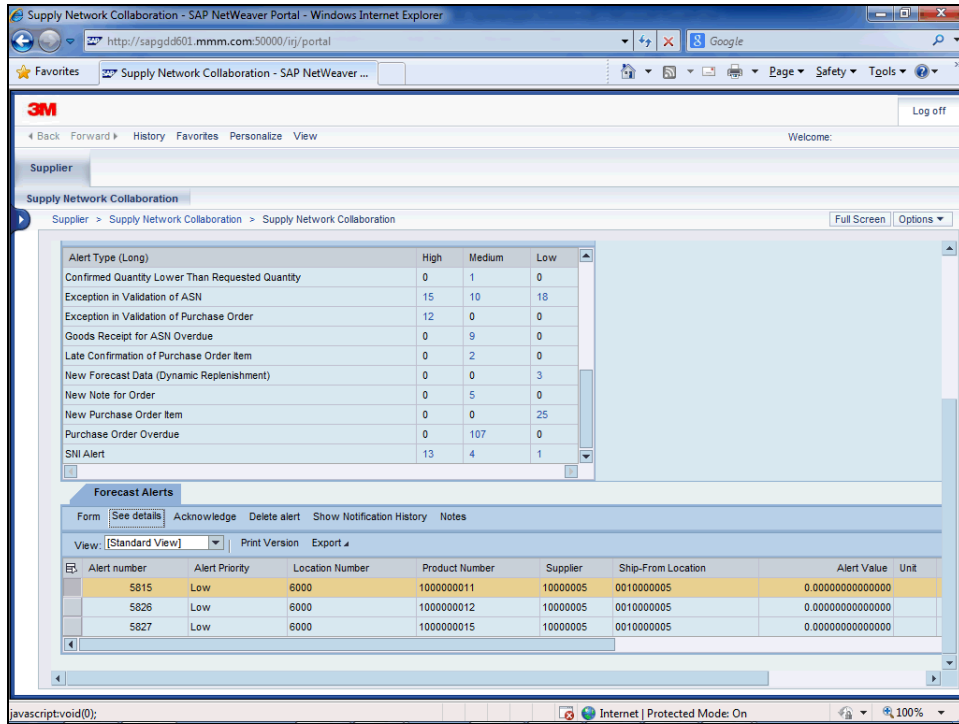 Supply Network Collaboration - SAP NetWeaver Portal - Windows Internet Explorer
http://sapgdd601.mmm.com:50000/irj/portal
Google
Favorites
Supply Network Collaboration - SAP NetWeaver ...
Page Safety Tools
3M
Log off
Back Forward History Favorites Personalize View Welcome:
Supplier
Supply Network Collaboration
Supplier > Supply Network Collaboration > Supply Network Collaboration Full Screen Options
Alert Type (Long) High Medium Low
Confirmed Quantity Lower Than Requested Quantity 0 1 0
Exception in Validation of ASN 15 10 18
Exception in Validation of Purchase Order 12 0 0
Goods Receipt for ASN Overdue 0 9 0
Late Confirmation of Purchase Order Item 0 2 0
New Forecast Data (Dynamic Replenishment) 0 0 3
New Note for Order 0 5 0
New Purchase Order Item 0 0 25
Purchase Order Overdue 0 107 0
SNI Alert 13 4 1
Forecast Alerts
Form See details Acknowledge Delete alert Show Notification History Notes
View: [Standard View] Print Version Export
Alert number Alert Priority Location Number Product Number Supplier Ship-From Location Alert Value Unit
5815 Low 6000 1000000011 10000005 0010000005 0.00000000000000
5826 Low 6000 1000000012 10000005 0010000005 0.00000000000000
5827 Low 6000 1000000015 10000005 0010000005 0.00000000000000
javascript:void(0); Internet | Protected Mode: On 100%